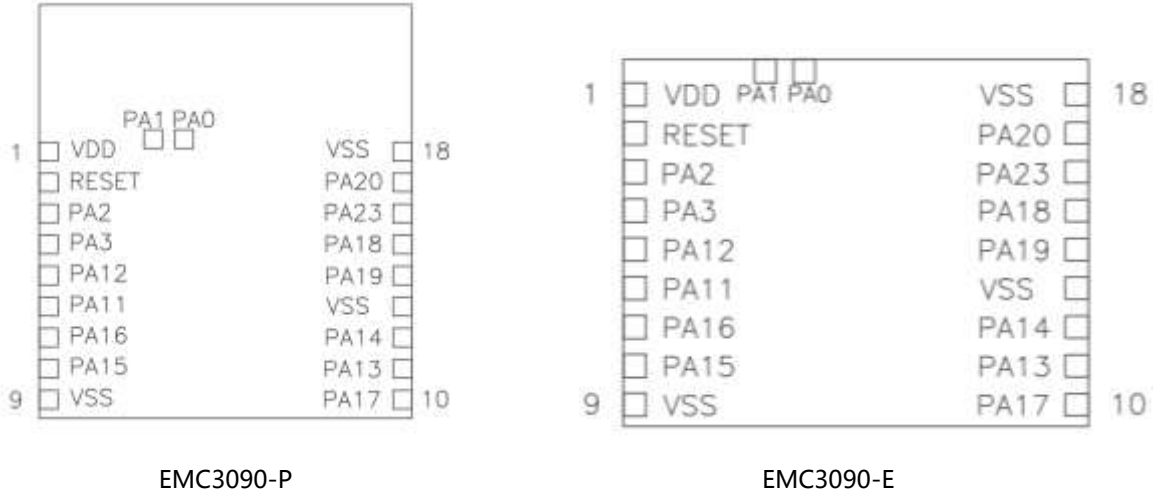 PA1 PA0
1 VDD VSS 18
RESET PA20
PA2 PA23
PA3 PA18
PA12 PA19
PA11 VSS
PA16 PA14
PA15 PA13
9 VSS PA17 10
EMC3090-P
1 VDD PA1 PA0 VSS 18
RESET PA20
PA2 PA23
PA3 PA18
PA12 PA19
PA11 VSS
PA16 PA14
PA15 PA13
9 VSS PA17 10
EMC3090-E